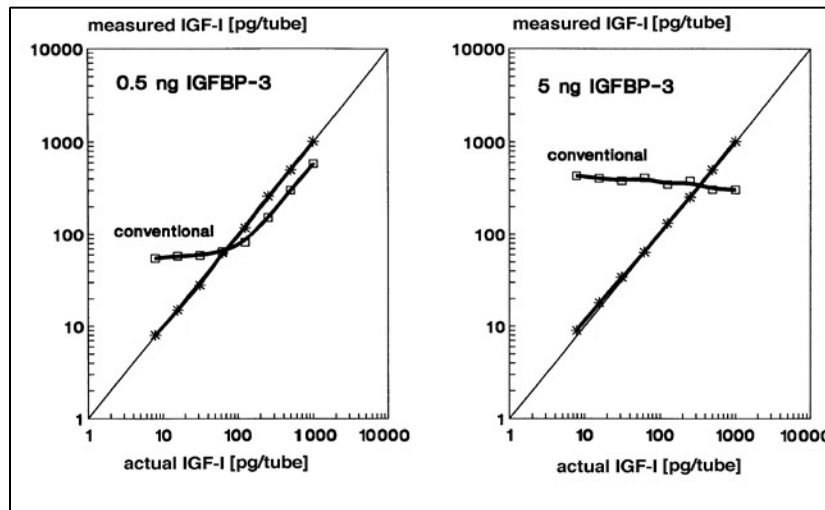 measured IGF-I [pg/tube]
10000
1000
100
10
1
0.5 ng IGFBP-3
conventional
1 10 100 1000 10000
actual IGF-I [pg/tube]
measured IGF-I [pg/tube]
10000
1000
100
10
1
5 ng IGFBP-3
conventional
1 10 100 1000 10000
actual IGF-I [pg/tube]